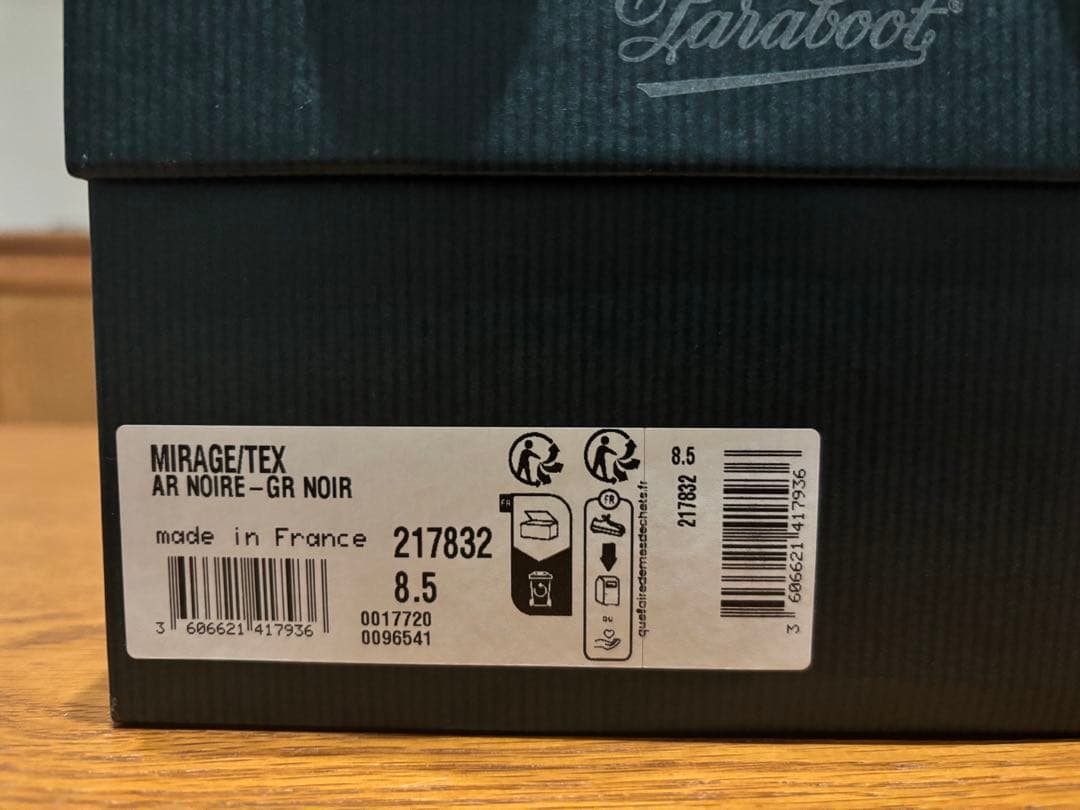 Paraboot®
MIRAGE/TEX
AR NOIRE-GR NOIR
made in France
217832
8.5
0017720
0096541
3 606621 417936
FR
FR
quefairedemesdechets.fr
8.5
217832
3 606621 417936